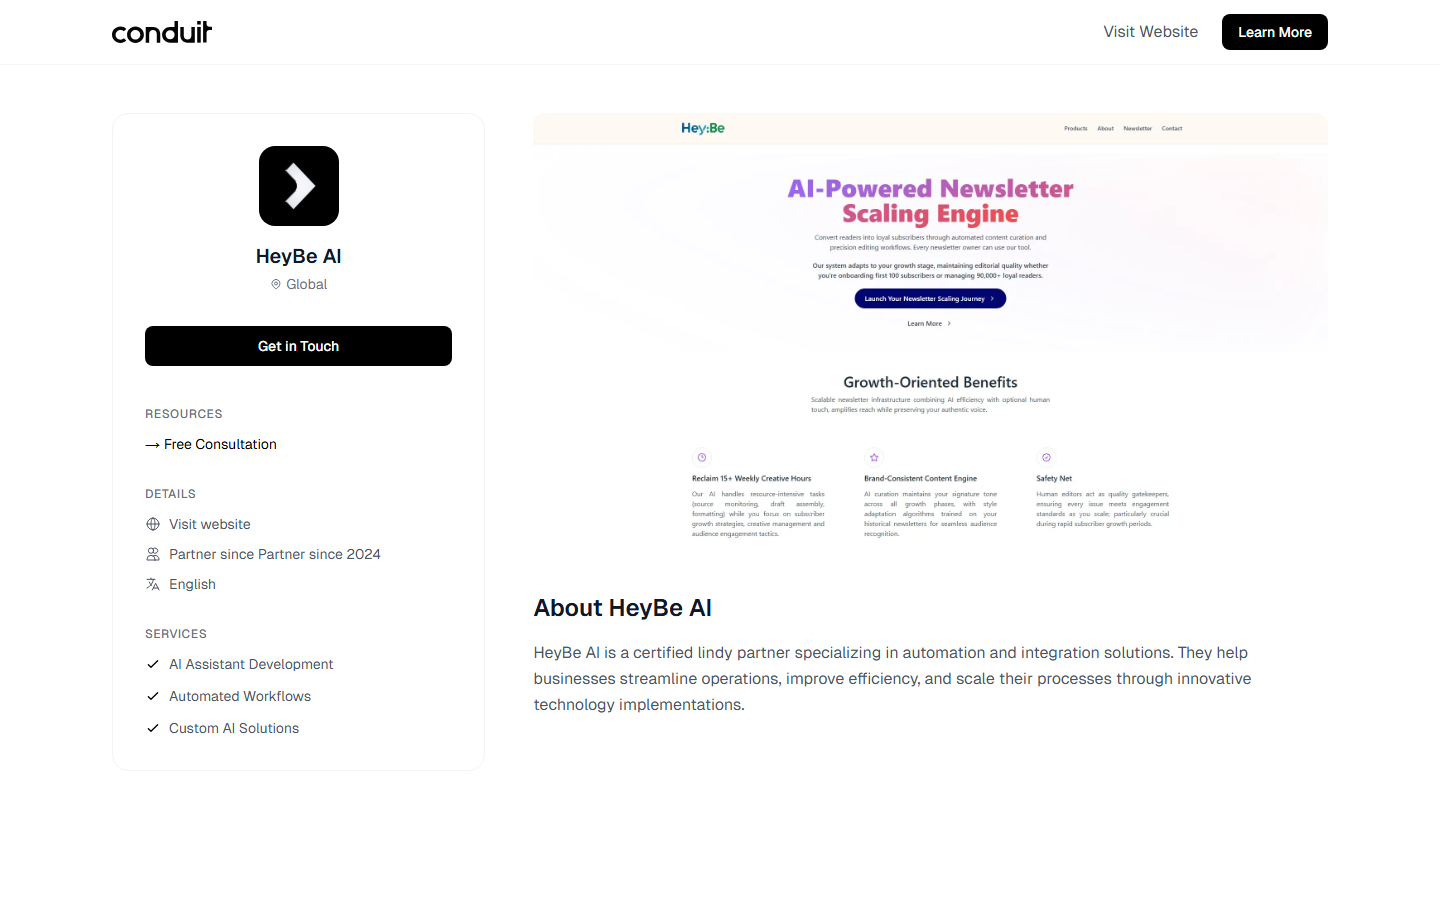 conduit
Visit Website
Learn More
HeyBe AI
Global
Get in Touch
RESOURCES
→ Free Consultation
DETAILS
Visit website
Partner since Partner since 2024
English
SERVICES
AI Assistant Development
Automated Workflows
Custom AI Solutions
Hey:Be
Products About Newsletter Contact
AI-Powered Newsletter
Scaling Engine
Convert readers into loyal subscribers through automated content curation and
precision editing workflows. Every newsletter owner can use our tool.
Our system adapts to your growth stage, maintaining editorial quality whether
you're onboarding first 100 subscribers or managing 90,000+ loyal readers.
Launch Your Newsletter Scaling Journey
Learn More
Growth-Oriented Benefits
Scalable newsletter infrastructure combining AI efficiency with optional human
touch, amplifies reach while preserving your authentic voice.
Reclaim 15+ Weekly Creative Hours
Our AI handles resource-intensive tasks
(source monitoring, draft assembly,
formatting) while you focus on subscriber
growth strategies, creative management and
audience engagement tactics.
Brand-Consistent Content Engine
AI curation maintains your signature tone
across all growth phases, with style
adaptation algorithms trained on your
historical newsletters for seamless audience
recognition.
Safety Net
Human editors act as quality gatekeepers,
ensuring every issue meets engagement
standards as you scale; particularly crucial
during rapid subscriber growth periods.
About HeyBe AI
HeyBe AI is a certified lindy partner specializing in automation and integration solutions. They help
businesses streamline operations, improve efficiency, and scale their processes through innovative
technology implementations.